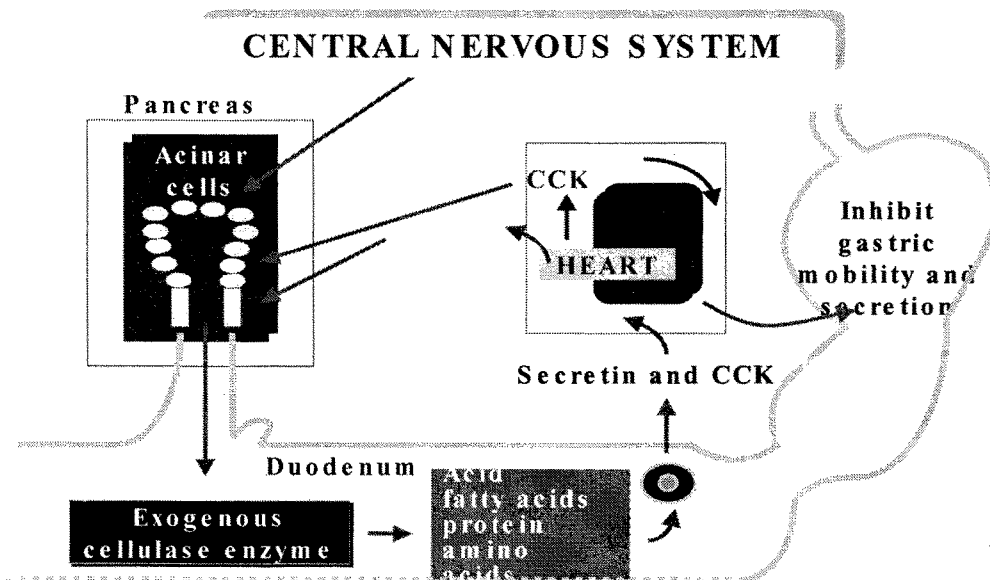 CENTRAL NERVOUS SYSTEM
Pancreas
Acinar
cells
CCK
HEART
Inhibit
gastric
mobility and
secretion
Secretin and CCK
Duodenum
Acid
fatty acids
protein
amino
acids
Exogenous
cellulase enzyme